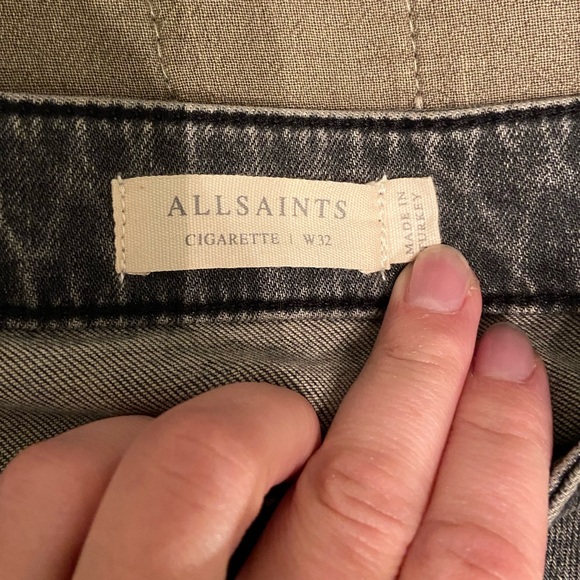 ALLSAINTS
CIGARETTE | W32
MADE IN
TURKEY